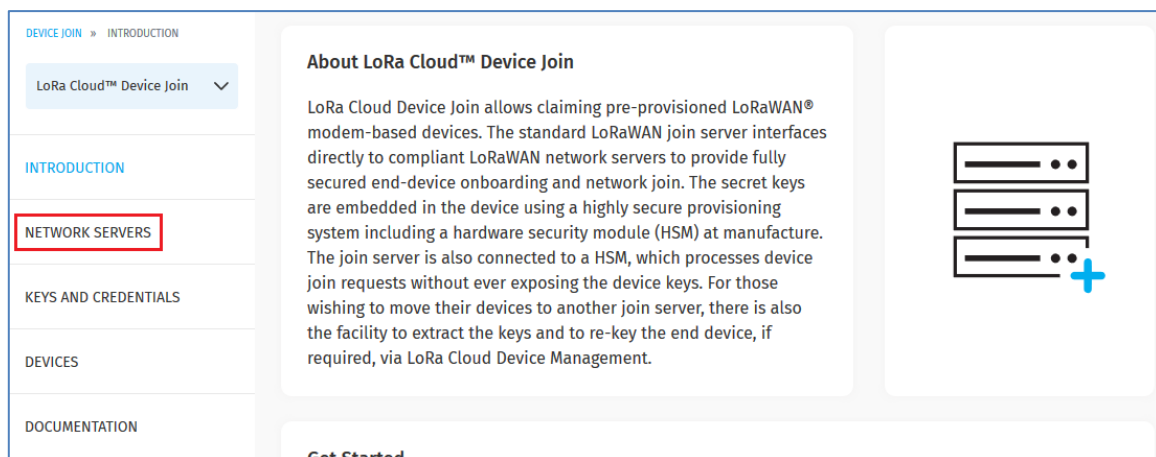 DEVICE JOIN » INTRODUCTION
LoRa Cloud™ Device Join
INTRODUCTION
NETWORK SERVERS
KEYS AND CREDENTIALS
DEVICES
DOCUMENTATION
About LoRa Cloud™ Device Join
LoRa Cloud Device Join allows claiming pre-provisioned LoRaWAN®
modem-based devices. The standard LoRaWAN join server interfaces
directly to compliant LoRaWAN network servers to provide fully
secured end-device onboarding and network join. The secret keys
are embedded in the device using a highly secure provisioning
system including a hardware security module (HSM) at manufacture.
The join server is also connected to a HSM, which processes device
join requests without ever exposing the device keys. For those
wishing to move their devices to another join server, there is also
the facility to extract the keys and to re-key the end device, if
required, via LoRa Cloud Device Management.
Get Started